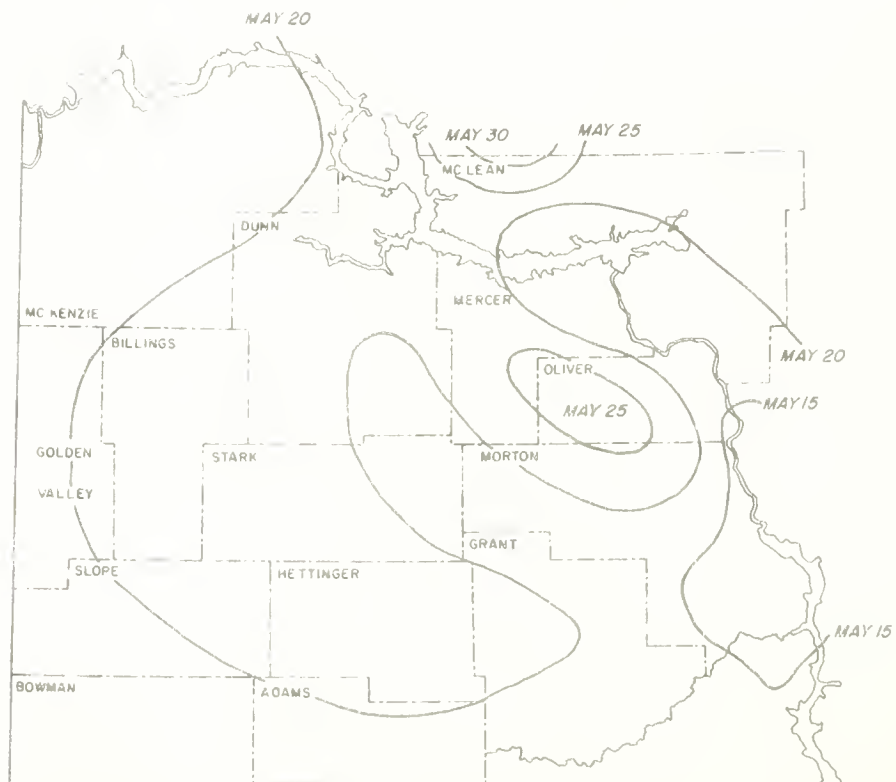 MAY 20
MAY 30
MAY 25
MC LEAN
DUNN
MERCER
MC KENZIE
BILLINGS
MAY 20
OLIVER
MAY 25
MAY 15
GOLDEN
VALLEY
STARK
MORTON
GRANT
SLOPE
HETTINGER
MAY 15
BOWMAN
ADAMS